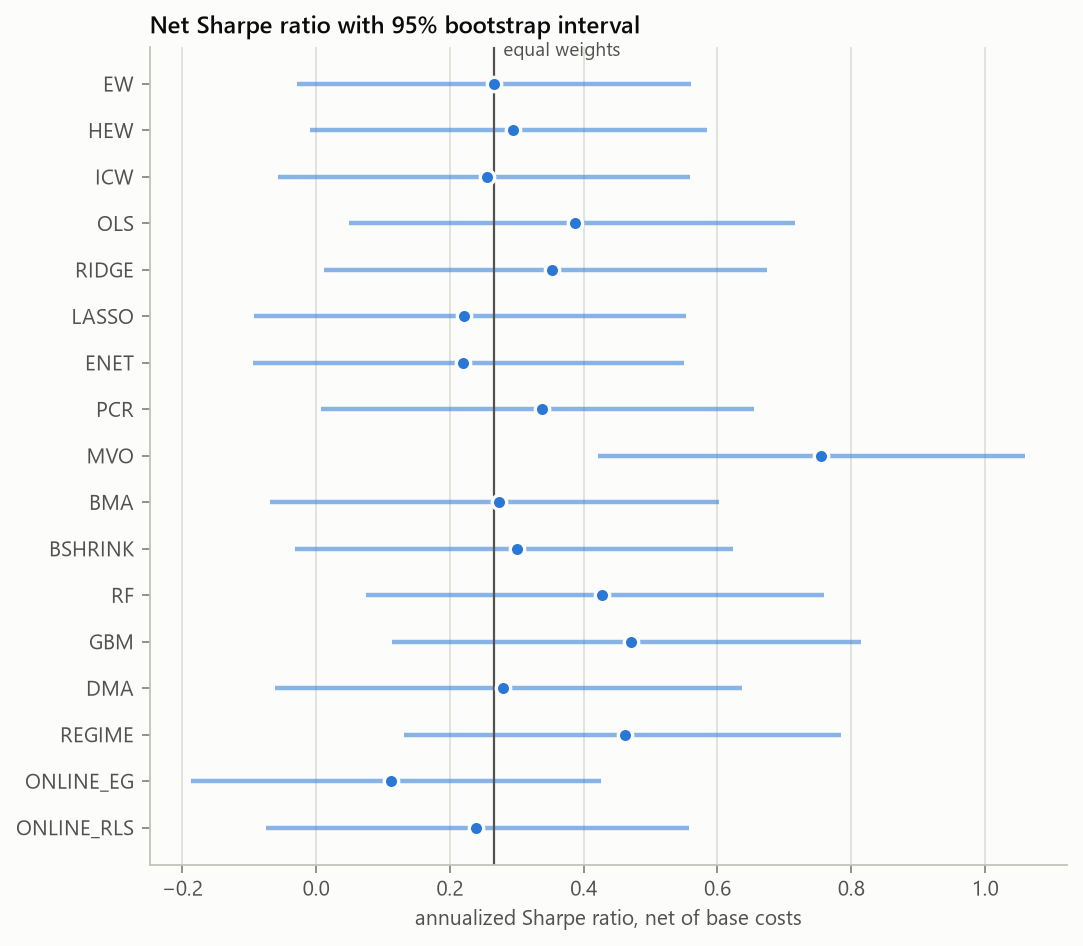 Net Sharpe ratio with 95% bootstrap interval
equal weights
EW
HEW
ICW
OLS
RIDGE
LASSO
ENET
PCR
MVO
BMA
BSHRINK
RF
GBM
DMA
REGIME
ONLINE_EG
ONLINE_RLS
−0.2 0.0 0.2 0.4 0.6 0.8 1.0
annualized Sharpe ratio, net of base costs